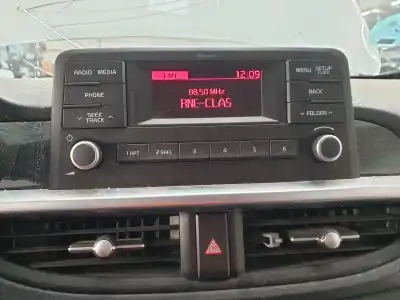 Bluetooth
RADIO MEDIA
FM1 12:09
MENU SETUP
CLOCK
PHONE
88.50 MHz
BACK
RNE-CLAS
SEEK
TRACK
FOLDER
1 RPT 2 SHFL 3 4 5 6